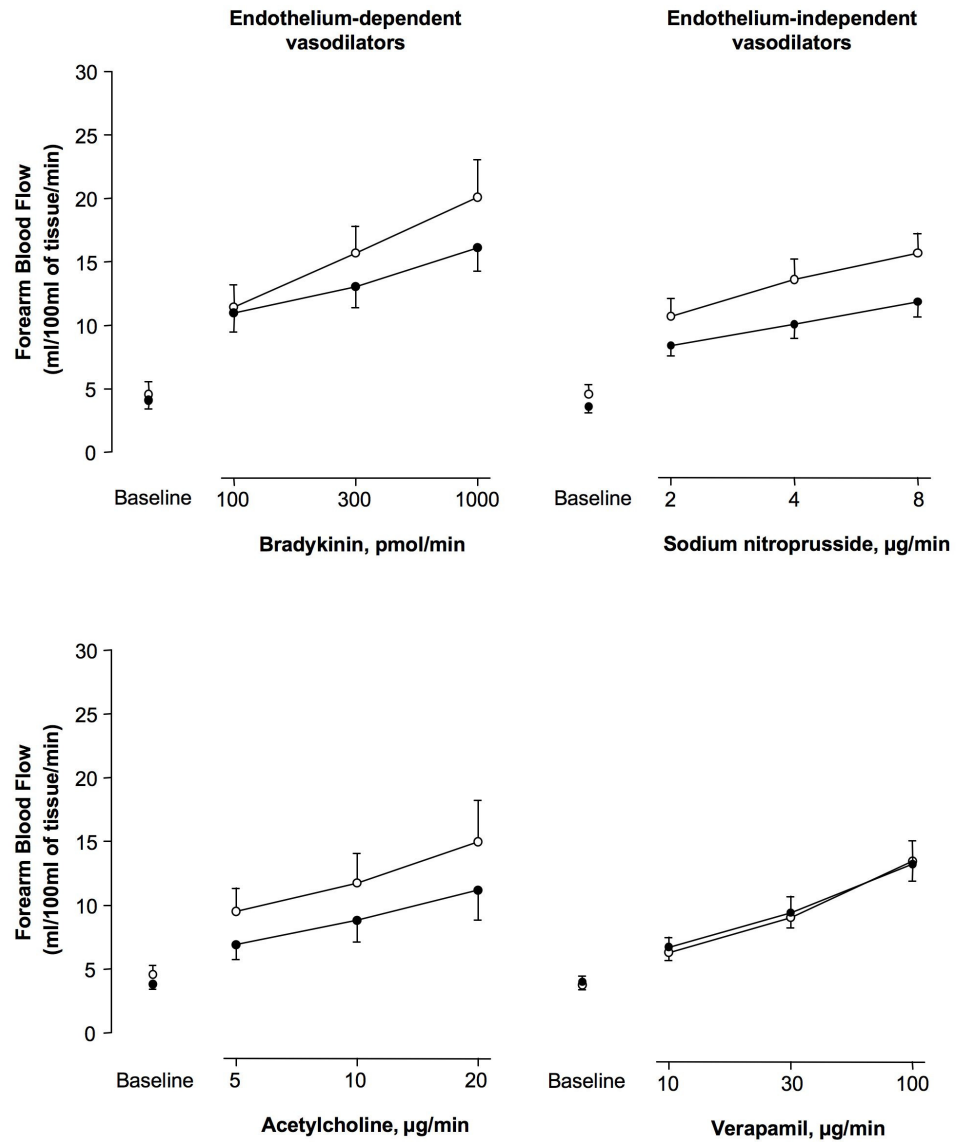 Endothelium-dependent
vasodilators
Endothelium-independent
vasodilators
Forearm Blood Flow
(ml/100ml of tissue/min)
30
25
20
15
10
5
0
Baseline
100
300
1000
Bradykinin, pmol/min
Baseline
2
4
8
Sodium nitroprusside, µg/min
Forearm Blood Flow
(ml/100ml of tissue/min)
30
25
20
15
10
5
0
Baseline
5
10
20
Acetylcholine, µg/min
Baseline
10
30
100
Verapamil, µg/min